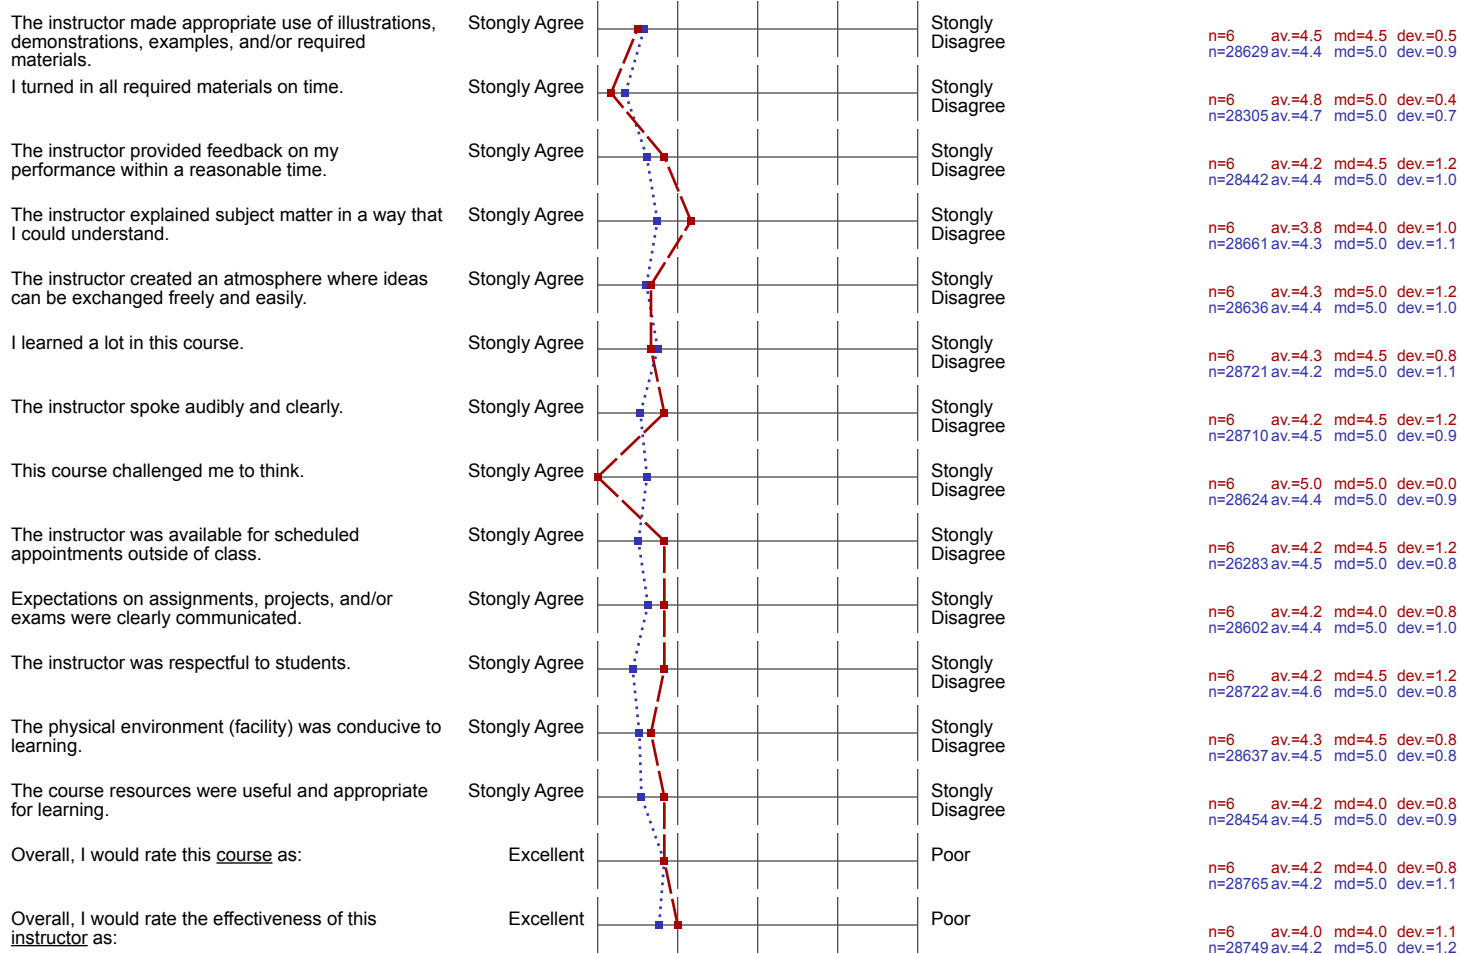 The instructor made appropriate use of illustrations,
demonstrations, examples, and/or required
materials.
Stongly Agree
Stongly
Disagree
n=6 av.=4.5 md=4.5 dev.=0.5
n=28629 av.=4.4 md=5.0 dev.=0.9
I turned in all required materials on time.
Stongly Agree
Stongly
Disagree
n=6 av.=4.8 md=5.0 dev.=0.4
n=28305 av.=4.7 md=5.0 dev.=0.7
The instructor provided feedback on my
performance within a reasonable time.
Stongly Agree
Stongly
Disagree
n=6 av.=4.2 md=4.5 dev.=1.2
n=28442 av.=4.4 md=5.0 dev.=1.0
The instructor explained subject matter in a way that
I could understand.
Stongly Agree
Stongly
Disagree
n=6 av.=3.8 md=4.0 dev.=1.0
n=28661 av.=4.3 md=5.0 dev.=1.1
The instructor created an atmosphere where ideas
can be exchanged freely and easily.
Stongly Agree
Stongly
Disagree
n=6 av.=4.3 md=5.0 dev.=1.2
n=28636 av.=4.4 md=5.0 dev.=1.0
I learned a lot in this course.
Stongly Agree
Stongly
Disagree
n=6 av.=4.3 md=4.5 dev.=0.8
n=28721 av.=4.2 md=5.0 dev.=1.1
The instructor spoke audibly and clearly.
Stongly Agree
Stongly
Disagree
n=6 av.=4.2 md=4.5 dev.=1.2
n=28710 av.=4.5 md=5.0 dev.=0.9
This course challenged me to think.
Stongly Agree
Stongly
Disagree
n=6 av.=5.0 md=5.0 dev.=0.0
n=28624 av.=4.4 md=5.0 dev.=0.9
The instructor was available for scheduled
appointments outside of class.
Stongly Agree
Stongly
Disagree
n=6 av.=4.2 md=4.5 dev.=1.2
n=26283 av.=4.5 md=5.0 dev.=0.8
Expectations on assignments, projects, and/or
exams were clearly communicated.
Stongly Agree
Stongly
Disagree
n=6 av.=4.2 md=4.0 dev.=0.8
n=28602 av.=4.4 md=5.0 dev.=1.0
The instructor was respectful to students.
Stongly Agree
Stongly
Disagree
n=6 av.=4.2 md=4.5 dev.=1.2
n=28722 av.=4.6 md=5.0 dev.=0.8
The physical environment (facility) was conducive to
learning.
Stongly Agree
Stongly
Disagree
n=6 av.=4.3 md=4.5 dev.=0.8
n=28637 av.=4.5 md=5.0 dev.=0.8
The course resources were useful and appropriate
for learning.
Stongly Agree
Stongly
Disagree
n=6 av.=4.2 md=4.0 dev.=0.8
n=28454 av.=4.5 md=5.0 dev.=0.9
Overall, I would rate this course as:
Excellent
Poor
n=6 av.=4.2 md=4.0 dev.=0.8
n=28765 av.=4.2 md=5.0 dev.=1.1
Overall, I would rate the effectiveness of this
instructor as:
Excellent
Poor
n=6 av.=4.0 md=4.0 dev.=1.1
n=28749 av.=4.2 md=5.0 dev.=1.2